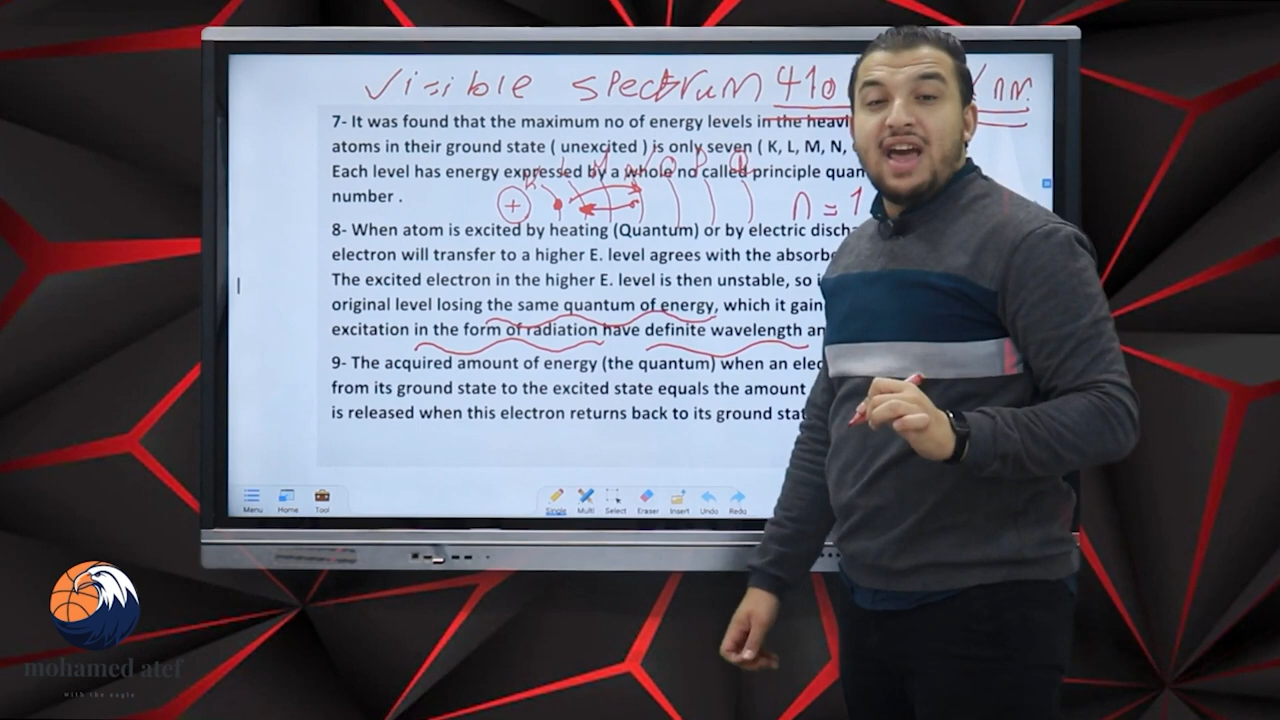 visible spectrum 410 nm
7- It was found that the maximum no of energy levels in the heavi
atoms in their ground state ( unexcited ) is only seven ( K, L, M, N,
Each level has energy expressed by a whole no called principle quan
number .
K L M N O P Q
+ n = 1
8- When atom is excited by heating (Quantum) or by electric discha
electron will transfer to a higher E. level agrees with the absorbe
The excited electron in the higher E. level is then unstable, so i
original level losing the same quantum of energy, which it gain
excitation in the form of radiation have definite wavelength an
9- The acquired amount of energy (the quantum) when an elec
from its ground state to the excited state equals the amount
is released when this electron returns back to its ground stat
Menu Home Tool Single Multi Select Eraser Insert Undo Redo
mohamed atef
with the eagle